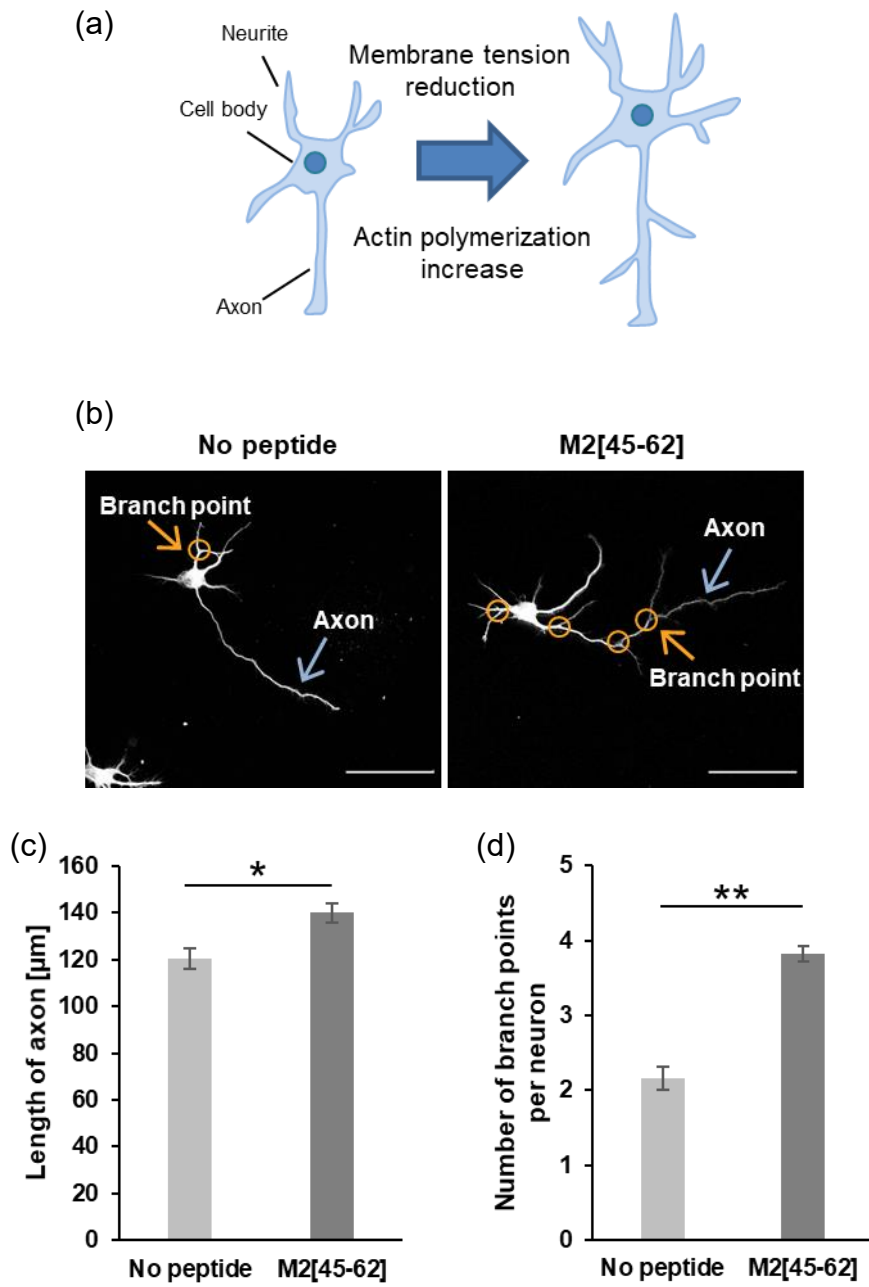 (a)
Neurite
Cell body
Axon
Membrane tension
reduction
Actin polymerization
increase
(b)
No peptide
M2[45-62]
Branch point
Axon
Axon
Branch point
(c)
Length of axon [µm]
160
140
120
100
80
60
40
20
0
*
No peptide
M2[45-62]
(d)
Number of branch points
per neuron
5
4
3
2
1
0
**
No peptide
M2[45-62]